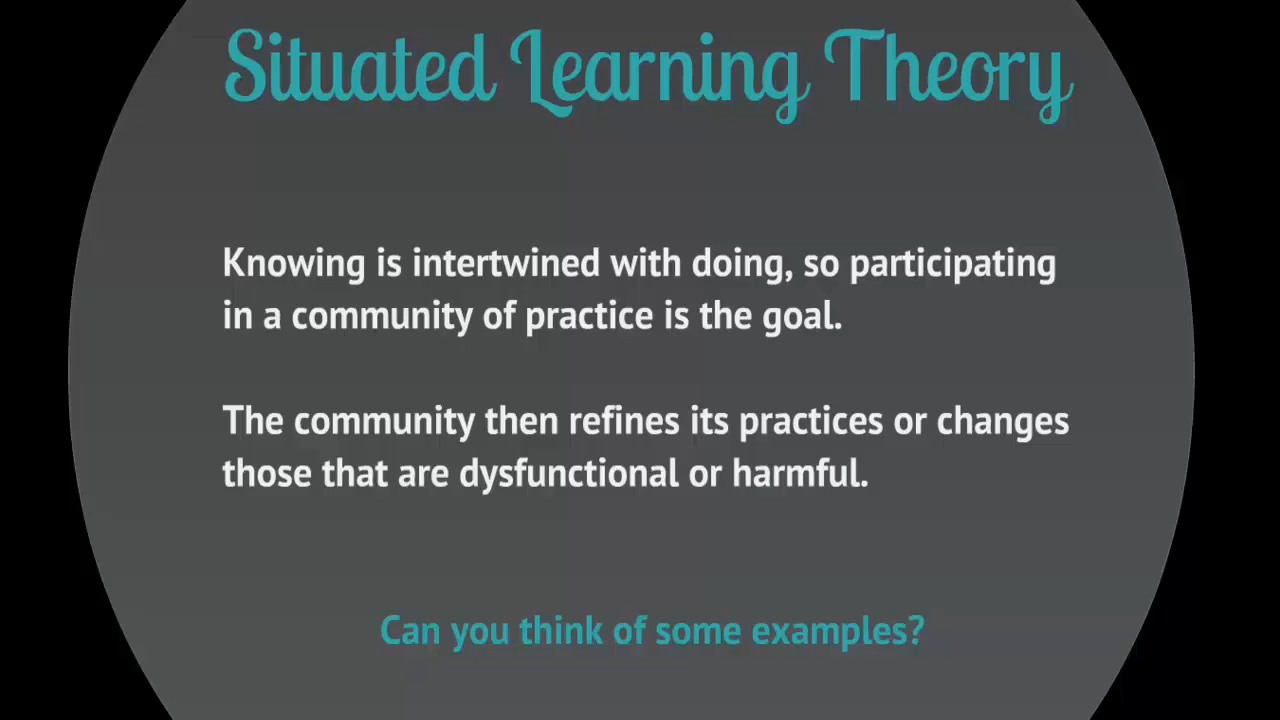 Situated Learning Theory
Knowing is intertwined with doing, so participating
in a community of practice is the goal.
The community then refines its practices or changes
those that are dysfunctional or harmful.
Can you think of some examples?